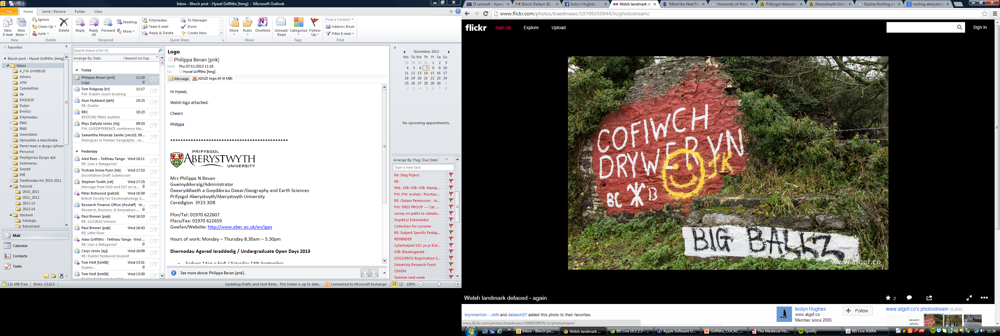 Inbox - Blwch post - Hywel Griffiths [hmg] - Microsoft Outlook
File Home Send / Receive Folder View
New E-mail
New Items
New
Ignore
Clean Up
Junk
Delete
Delete
Reply
Reply All
Forward
Meeting
More
Respond
Estyniadau
Team E-mail
Reply & Delete
To Manager
Done
Create New
Quick Steps
Move
Rules
OneNote
Move
Unread/ Read
Categorize
Follow Up
Tags
Find a Contact
Address Book
Filter E-mail
Find
Favorites
Blwch post - Hywel Griffiths [hmg]
Inbox
A_I'W GWNEUD
Athens
ATM
Cymdeithas
da
DA31620
Dulyn
EnviSci
Estyniadau
F801
f840
Gwerddon
Hyrwyddo a marchnata
Panel maes a dysgu cyfrwn
Personol
Pwyllgorau Dysgu ayb
Seminarau
Swydd
tHE
Traethodau hir 2010-2011
Tutorial
2010_2011
2011_2012
2012-13
2013-14
Ymchwil
Adolygu
Balcaniaid
Mail
Calendar
Contacts
Tasks
Search Inbox (Ctrl+E)
Arrange By: Date Newest on top
Today
Philippa Bevan [pnk] 11:18
Logo
Tom Ridgway [trr] 11:17
FW: Dublin coach booking
Alun Hubbard [abh] 10:25
RE: Dublin
RRC 10:23
RESTORE FINAL bulletin
Rhys Dafydd Jones [rhj] 09:33
FW: LIVEDIFFERENCE conference Ma...
Samantha Miranda Saville [sms10] 09...
Dialogues in Human Geography - se...
Yesterday
Aled Rees - Teithiau Tango Wed 18:11
RE: Llun o Batagonia?
Tristram Irvine-Fynn [tdi] Wed 17:53
Dissertation Draft Submission
Stephen Tooth [set] Wed 17:25
Message from HoD and DLT on le...
Peter Botwood [peb16] Wed 16:59
British Society for Geomorphology G...
Research Finance Office [rfostaff] W...
Research, Business & Innovation-...
Paul Brewer [pqb] Wed 16:53
RE: GG22610 lectures
Paul Brewer [pqb] Wed 16:43
RE: Little River
Alaw Griffiths - Teithiau Tango Wed ...
RE: Llun o Batagonia?
Cerys Jones [eyj] Wed 16:09
RE: Dublin fieldwork booklet
Tom Holt [toh08] Wed 15:51
Dublin...
Tom Holt [toh08] Wed 15:30
Logo
Philippa Bevan [pnk]
Sent: Thu 07/11/2013 11:18
To: Hywel Griffiths [hmg]
Message ADGD logo.tif (4 MB)
Hi Hywel,
Welsh logo attached.
Cheers
Philippa
************************************************
PRIFYSGOL
ABERYSTWYTH
UNIVERSITY
Mrs Philippa N Bevan
Gweinyddwraig/Administrator
Daearyddiaeth a Gwyddorau Daear/Geography and Earth Sciences
Prifysgol Aberystwyth/Aberystwyth University
Ceredigion SY23 3DB
Ffon/Tel: 01970 622607
Ffacs/Fax: 01970 622659
Gwefan/Website: http://www.aber.ac.uk/en/iges
Hours of work: Monday – Thursday 8.30am – 5.30pm
Diwrnodau Agored Israddedig / Undergraduate Open Days 2013
• Sadwrn 14eg o Fedi / Saturday 14th September
See more about: Philippa Bevan [pnk].
November 2013
Mo Tu We Th Fr Sa Su
28 29 30 31 1 2 3
4 5 6 7 8 9 10
11 12 13 14 15 16 17
18 19 20 21 22 23 24
25 26 27 28 29 30 1
2 3 4 5 6 7 8
No upcoming appointments.
Arrange By: Flag: Due Date
Type a new task
Re: Stag Pojers!
RE:
YML: ATB: ATB: ATB: Manip...
FW: FW: Archeb / Purchas...
RE: Obtain Permission - Jo...
FW: FIRST PROOF --- Cat. ...
survey on paths to climate...
Swydd yr Esboniadur
Collection for Lorraine
RE: Subject Specific Pedag...
REMINDER
Cyfarfodydd SGC yn yr Eist...
ATB: Blodeugerdd -
USGS/EROS Registration S...
Univeristy Research Fund
CIWEM
Seminar next week
121 MB Free Items: 15,615
Updating Drafts and Sent Items. This folder is up to date. Connected to Microsoft Exchange 100%
(5 unread) - hywel
Blwch Derbyn (6) -
Iestyn Hughes
Welsh landmark de
'Mind the Next Flo
University of Wale
Prifysgol Aberystw
Aberystwyth Unive
Skyline Roofing an
roofing aberystwy
www.flickr.com/photos/traedmawr/10709350944/in/photostream/
flickr Sign Up Explore Upload Sign In
COFIWCH
DRYWERYN
JK
BC '13
BIG BALLZ
www.atgof.co
Welsh landmark defaced - again
2
brynmeillion - JAN and daibech27 added this photo to their favorites.
www.flickr.com/photos/traedmawr/10689529976/in/photostream/
Iestyn Hughes
www.atgof.co
Member since 2005
Follow
www.atgof.co's photostream (6,956)
newest photo
Inbox - Blwch po...
Welsh landmark ...
BIS Live 10.1.2.3 - ...
Apple Software U...
Griffiths_CUCAC_...
The Medieval His...
Spotify
BIS Live AStRA
11:34